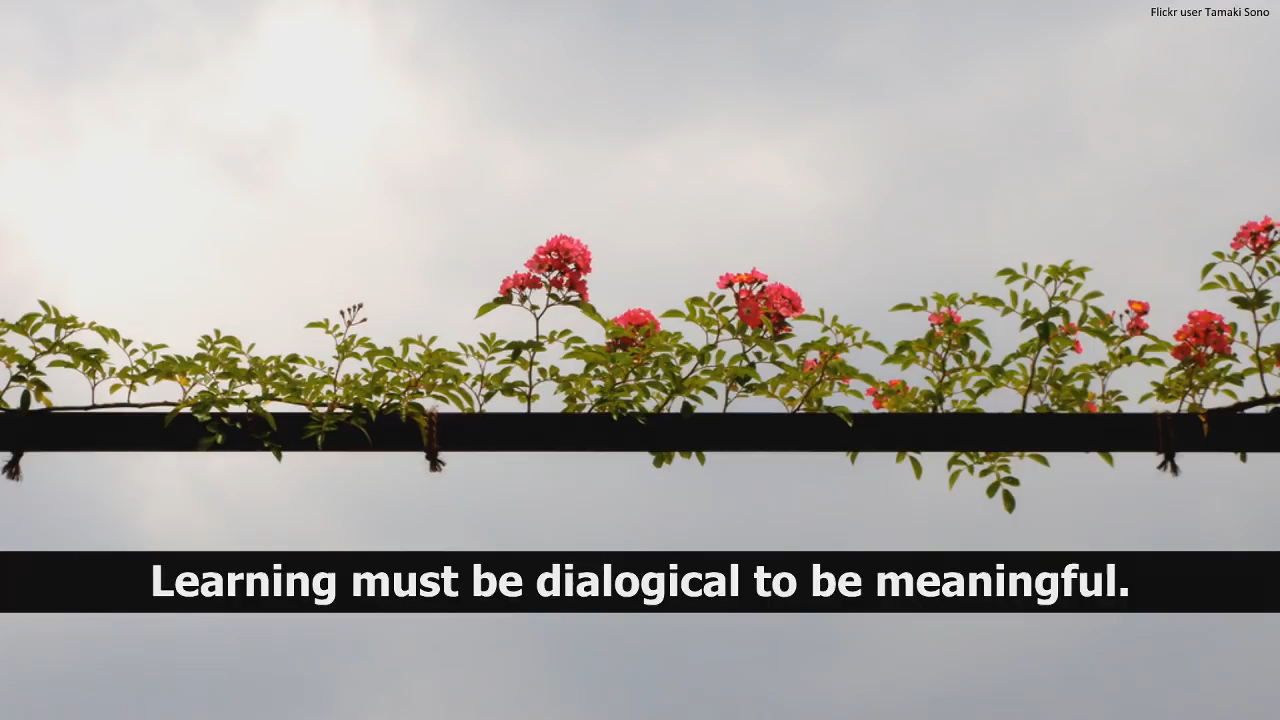 Flickr user Tamaki Sono
Learning must be dialogical to be meaningful.